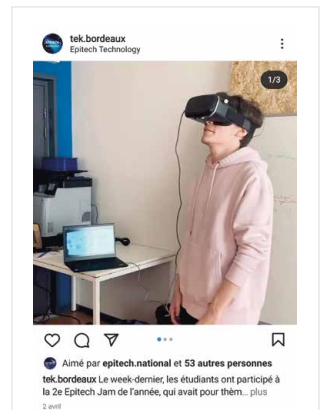 tek.bordeaux
Epitech Technology
1/3
Aimé par epitech.national et 53 autres personnes
tek.bordeaux Le week-dernier, les étudiants ont participé à
la 2e Epitech Jam de l'année, qui avait pour thèm... plus
2 avril